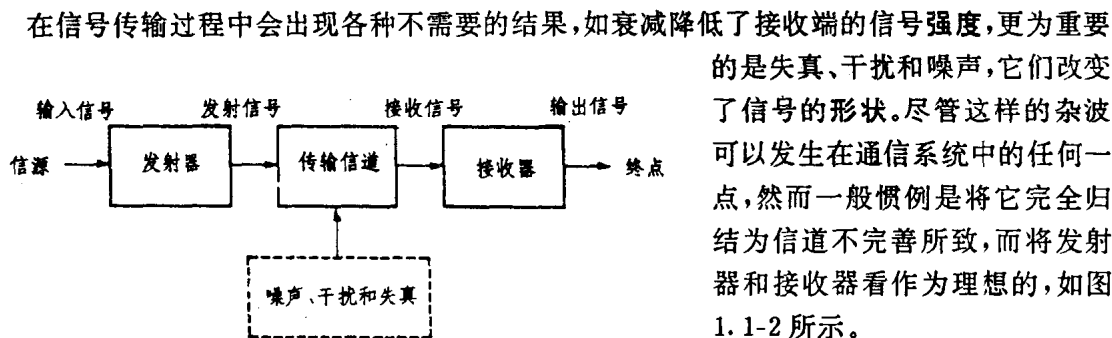 在信号传输过程中会出现各种不需要的结果,如衰减降低了接收端的信号强度,更为重要
的是失真、干扰和噪声,它们改变
了信号的形状。尽管这样的杂波
可以发生在通信系统中的任何一
点,然而一般惯例是将它完全归
结为信道不完善所致,而将发射
器和接收器看作为理想的,如图
1.1-2所示。
输入信号 发射信号 接收信号 输出信号
信源 发射器 传输信道 接收器 终点
噪声、干扰和失真